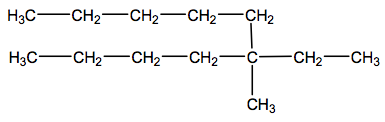 H₃C CH₂ CH₂ CH₂ CH₂
H₃C CH₂ CH₂ CH₂ C CH₂ CH₃
CH₃